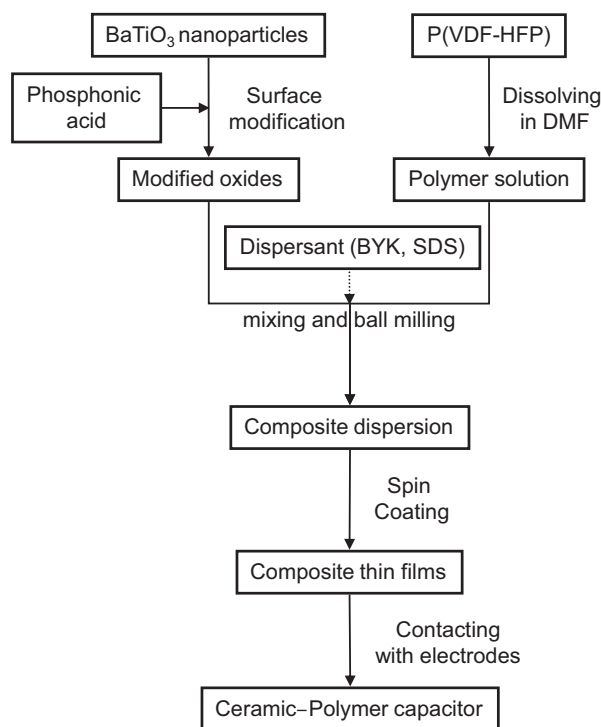 BaTiO₃ nanoparticles
P(VDF-HFP)
Phosphonic
acid
Surface
modification
Dissolving
in DMF
Modified oxides
Polymer solution
Dispersant (BYK, SDS)
mixing and ball milling
Composite dispersion
Spin
Coating
Composite thin films
Contacting
with electrodes
Ceramic–Polymer capacitor